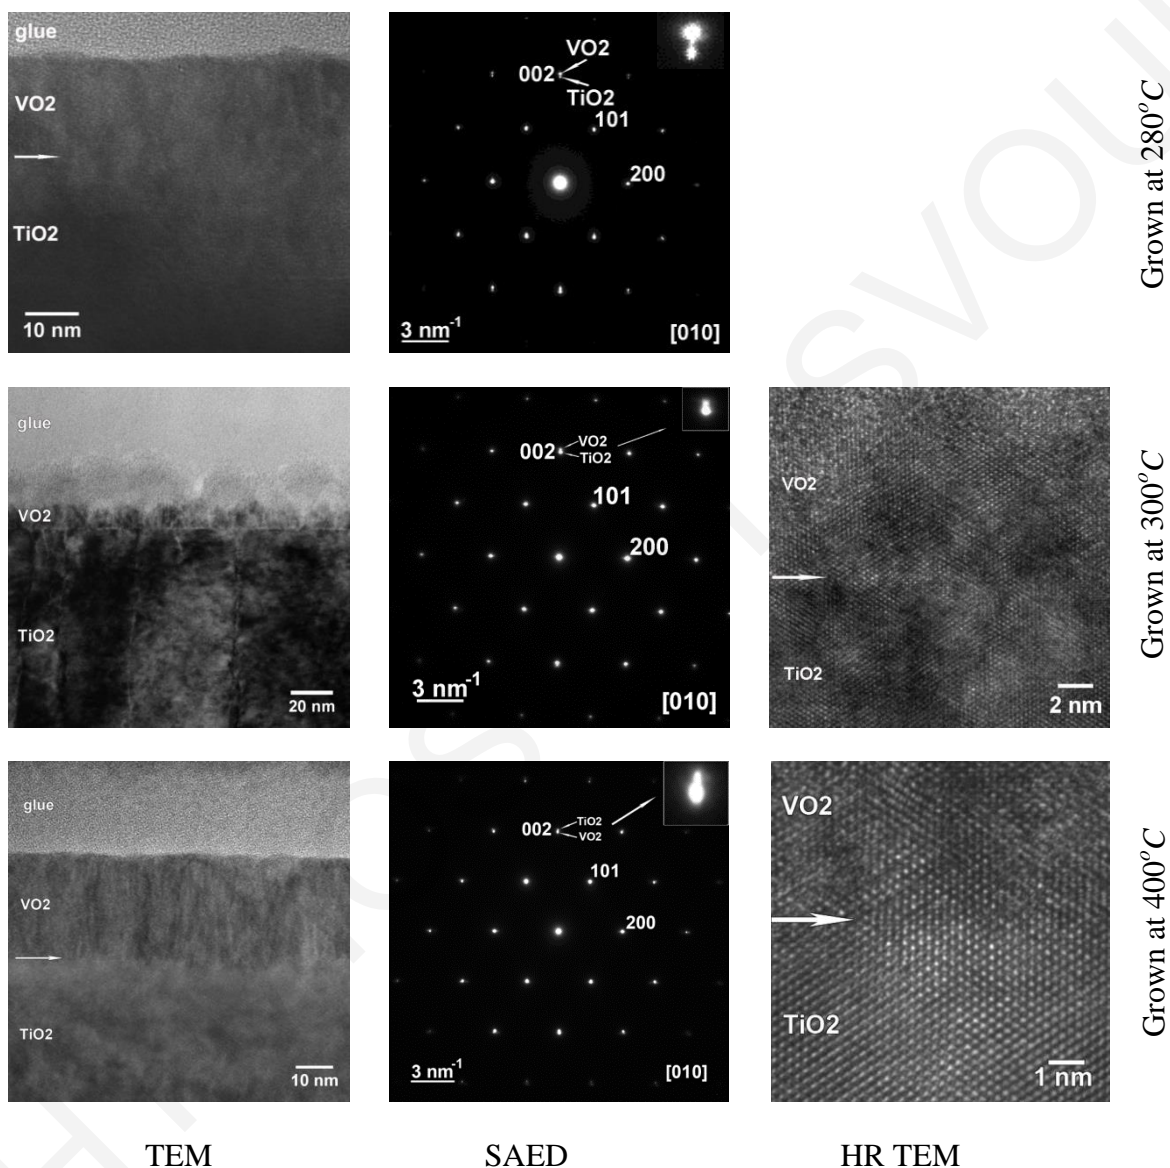 glue
VO2
TiO2
10 nm
VO2
002
TiO2
101
200
3 nm⁻¹
[010]
Grown at 280°C
glue
VO2
TiO2
20 nm
002
VO2
TiO2
101
200
3 nm⁻¹
[010]
VO2
TiO2
2 nm
Grown at 300°C
glue
VO2
TiO2
10 nm
002
TiO2
VO2
101
200
3 nm⁻¹
[010]
VO2
TiO2
1 nm
Grown at 400°C
TEM
SAED
HR TEM